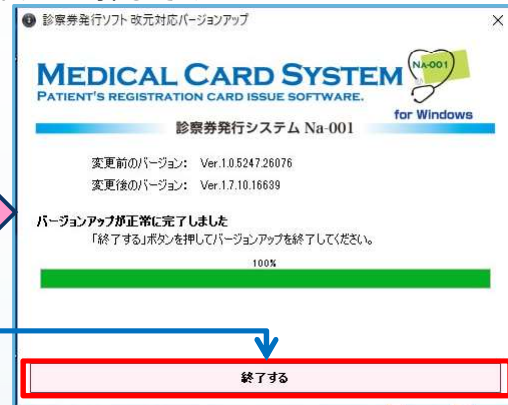 診察券発行ソフト 改元対応バージョンアップ
MEDICAL CARD SYSTEM
NA-001
PATIENT'S REGISTRATION CARD ISSUE SOFTWARE.
for Windows
診察券発行システム Na-001
変更前のバージョン: Ver.1.0.5247.26076
変更後のバージョン: Ver.1.7.10.16639
バージョンアップが正常に完了しました
「終了する」ボタンを押してバージョンアップを終了してください。
100%
終了する